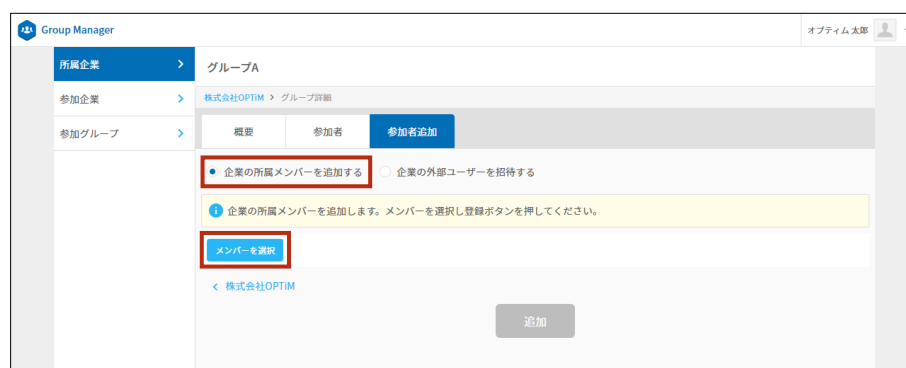 Group Manager
オプティム 太郎
所属企業
参加企業
参加グループ
グループA
株式会社OPTiM > グループ詳細
概要 参加者 参加者追加
企業の所属メンバーを追加する 企業の外部ユーザーを招待する
企業の所属メンバーを追加します。メンバーを選択し登録ボタンを押してください。
メンバーを選択
株式会社OPTiM
追加